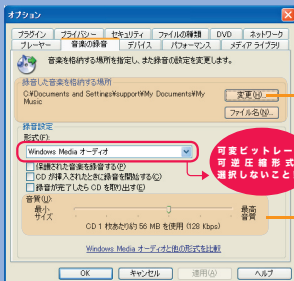 オプション
プラグイン プライバシー セキュリティ ファイルの種類 DVD ネットワーク
プレーヤー 音楽の録音 デバイス パフォーマンス メディア ライブラリ
音楽を格納する場所を指定し、また録音の設定を変更します。
録音した音楽を格納する場所
C:¥Documents and Settings¥support¥My Documents¥My
Music
変更(H)...
ファイル名(N)...
録音設定
形式(F):
Windows Media オーディオ
保護された音楽を録音する(P)
CD が挿入されたときに録音を開始する(C)
録音が完了したら CD を取り出す(E)
可変ビットレー
可逆圧縮形式
選択しないこと
音質(U):
最小
サイズ
最高
音質
CD 1 枚あたり約 56 MB を使用 (128 Kbps)
Windows Media オーディオと他の形式を比較
OK キャンセル 適用(A) ヘルプ